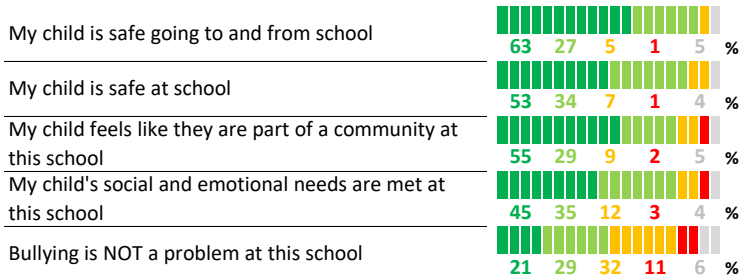 My child is safe going to and from school
63 27 5 1 5 %
My child is safe at school
53 34 7 1 4 %
My child feels like they are part of a community at
this school
55 29 9 2 5 %
My child's social and emotional needs are met at
this school
45 35 12 3 4 %
Bullying is NOT a problem at this school
21 29 32 11 6 %